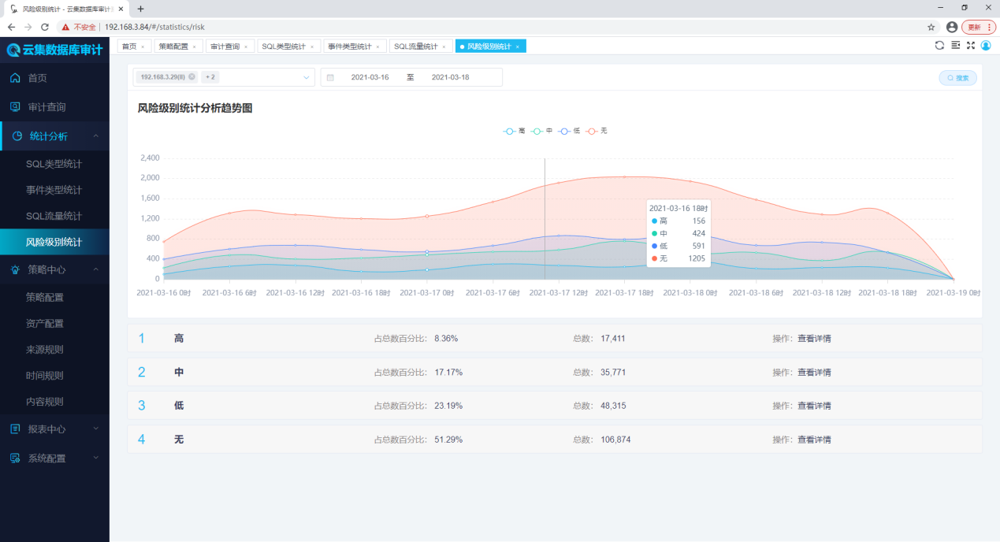 风险级别统计 - 云集数据库审计
不安全 192.168.3.84/#/statistics/risk 更新
云集数据库审计
首页
审计查询
统计分析
SQL类型统计
事件类型统计
SQL流量统计
风险级别统计
策略中心
策略配置
资产配置
来源规则
时间规则
内容规则
报表中心
系统配置
首页 策略配置 审计查询 SQL类型统计 事件类型统计 SQL流量统计 风险级别统计
192.168.3.29(II) + 2 2021-03-16 至 2021-03-18 搜索
风险级别统计分析趋势图
高 中 低 无
2,400
2,000
1,600
1,200
800
400
0
2021-03-16 0时 2021-03-16 6时 2021-03-16 12时 2021-03-16 18时 2021-03-17 0时 2021-03-17 6时 2021-03-17 12时 2021-03-17 18时 2021-03-18 0时 2021-03-18 6时 2021-03-18 12时 2021-03-18 18时 2021-03-19 0时
2021-03-16 18时
高 156
中 424
低 591
无 1205
1 高 占总数百分比: 8.36% 总数: 17,411 操作: 查看详情
2 中 占总数百分比: 17.17% 总数: 35,771 操作: 查看详情
3 低 占总数百分比: 23.19% 总数: 48,315 操作: 查看详情
4 无 占总数百分比: 51.29% 总数: 106,874 操作: 查看详情